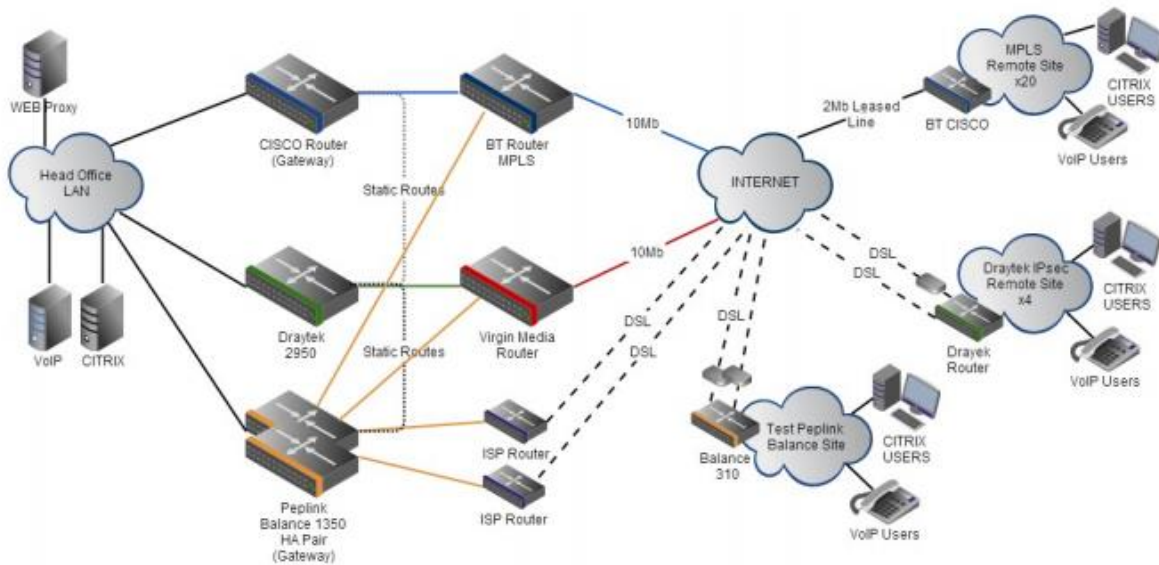 WEB Proxy
Head Office
LAN
VoIP
CITRIX
CISCO Router
(Gateway)
BT Router
MPLS
Static Routes
Draytek
2950
Virgin Media
Router
Static Routes
Peplink
Balance 1350
HA Pair
(Gateway)
ISP Router
ISP Router
10Mb
10Mb
INTERNET
DSL
DSL
2Mb Leased
Line
BT CISCO
MPLS
Remote Site
x20
CITRIX
USERS
VoIP Users
DSL
DSL
Drayek
Router
Draytek IPsec
Remote Site
x4
CITRIX
USERS
VoIP Users
DSL
Balance
310
Test Peplink
Balance Site
CITRIX
USERS
VoIP Users